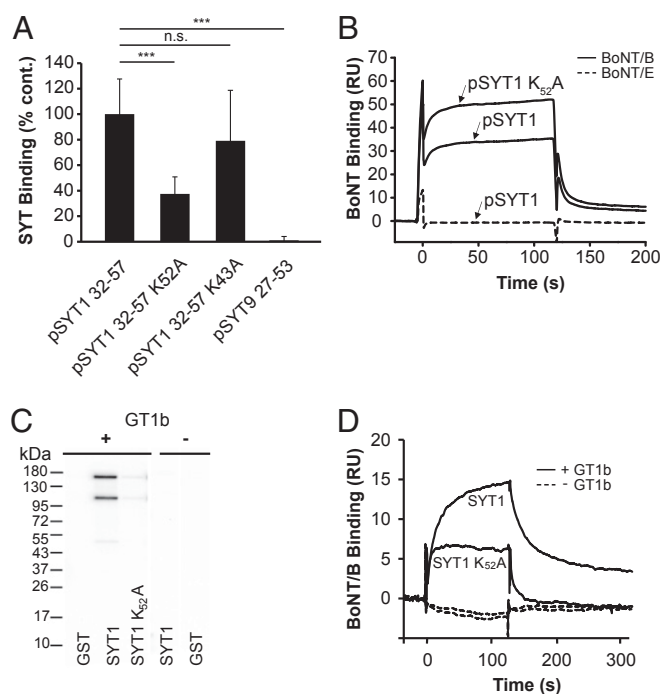 A
***
n.s.
***
SYT Binding (% cont.)
140
120
100
80
60
40
20
0
pSYT1 32-57
pSYT1 32-57 K52A
pSYT1 32-57 K43A
pSYT9 27-53
B
BoNT/B
BoNT/E
BoNT Binding (RU)
70
60
50
40
30
20
10
0
pSYT1 K52A
pSYT1
pSYT1
0
50
100
150
200
Time (s)
C
GT1b
+ -
kDa
180
130
95
72
55
43
37
26
17
10
GST
SYT1
SYT1 K52A
SYT1
GST
D
+ GT1b
- GT1b
BoNT/B Binding (RU)
20
15
10
5
0
SYT1
SYT1 K52A
0
100
200
300
Time (s)